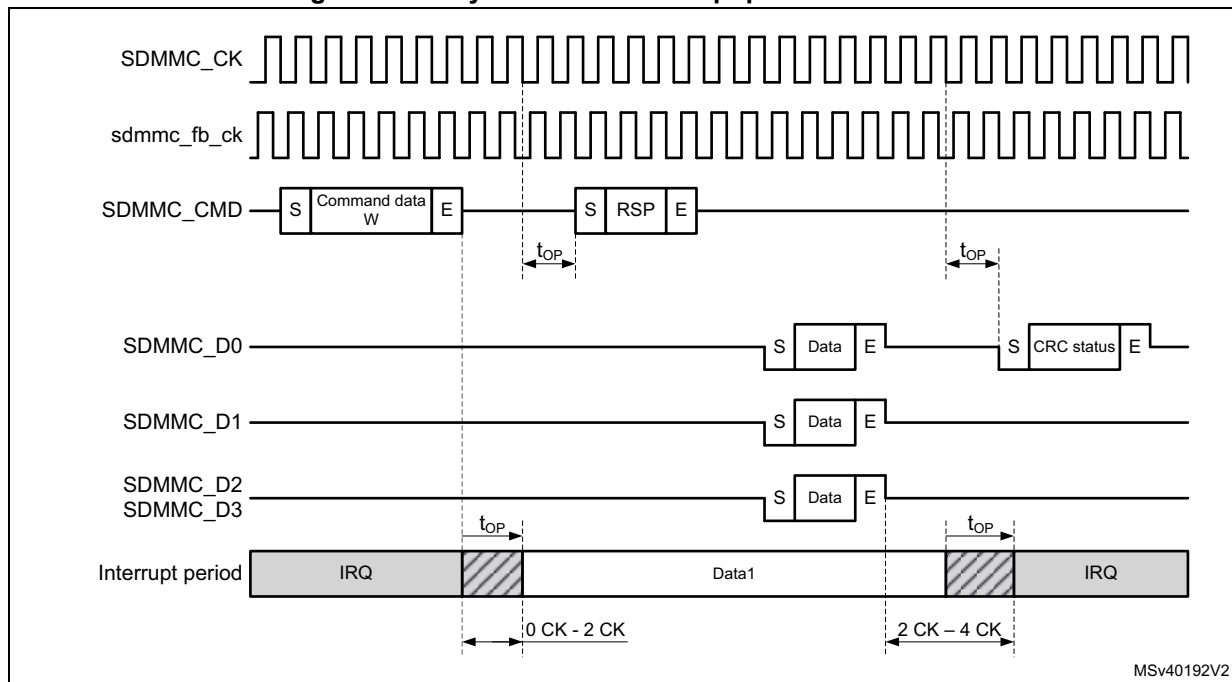 SDMMC_CK
sdmmc_fb_ck
SDMMC_CMD
S
Command data
W
E
S
RSP
E
tOP
tOP
SDMMC_D0
S
Data
E
S
CRC status
E
SDMMC_D1
S
Data
E
SDMMC_D2
SDMMC_D3
S
Data
E
tOP
tOP
Interrupt period
IRQ
Data1
IRQ
0 CK - 2 CK
2 CK – 4 CK
MSv40192V2